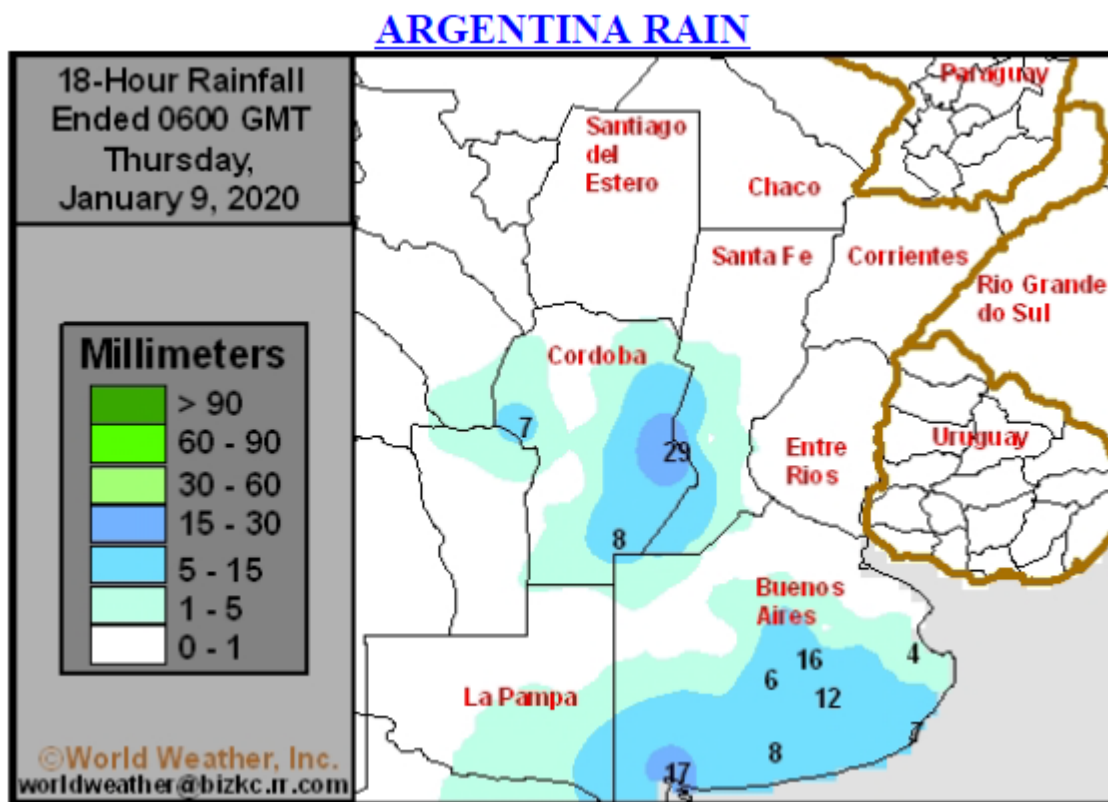 ARGENTINA RAIN
18-Hour Rainfall
Ended 0600 GMT
Thursday,
January 9, 2020
Millimeters
> 90
60 - 90
30 - 60
15 - 30
5 - 15
1 - 5
0 - 1
©World Weather, Inc.
worldweather@bizkc.rr.com
Paraguay
Santiago
del
Estero
Chaco
Santa Fe
Corrientes
Rio Grande
do Sul
Cordoba
7
29
Entre
Rios
Uruguay
8
Buenos
Aires
4
16
6
12
La Pampa
7
8
17